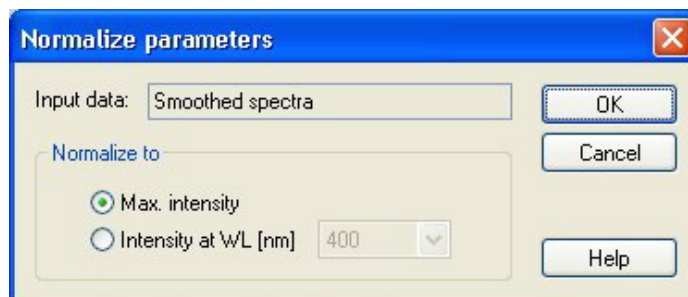 Normalize parameters
Input data: Smoothed spectra
OK
Normalize to
Cancel
Max. intensity
Intensity at WL [nm] 400
Help